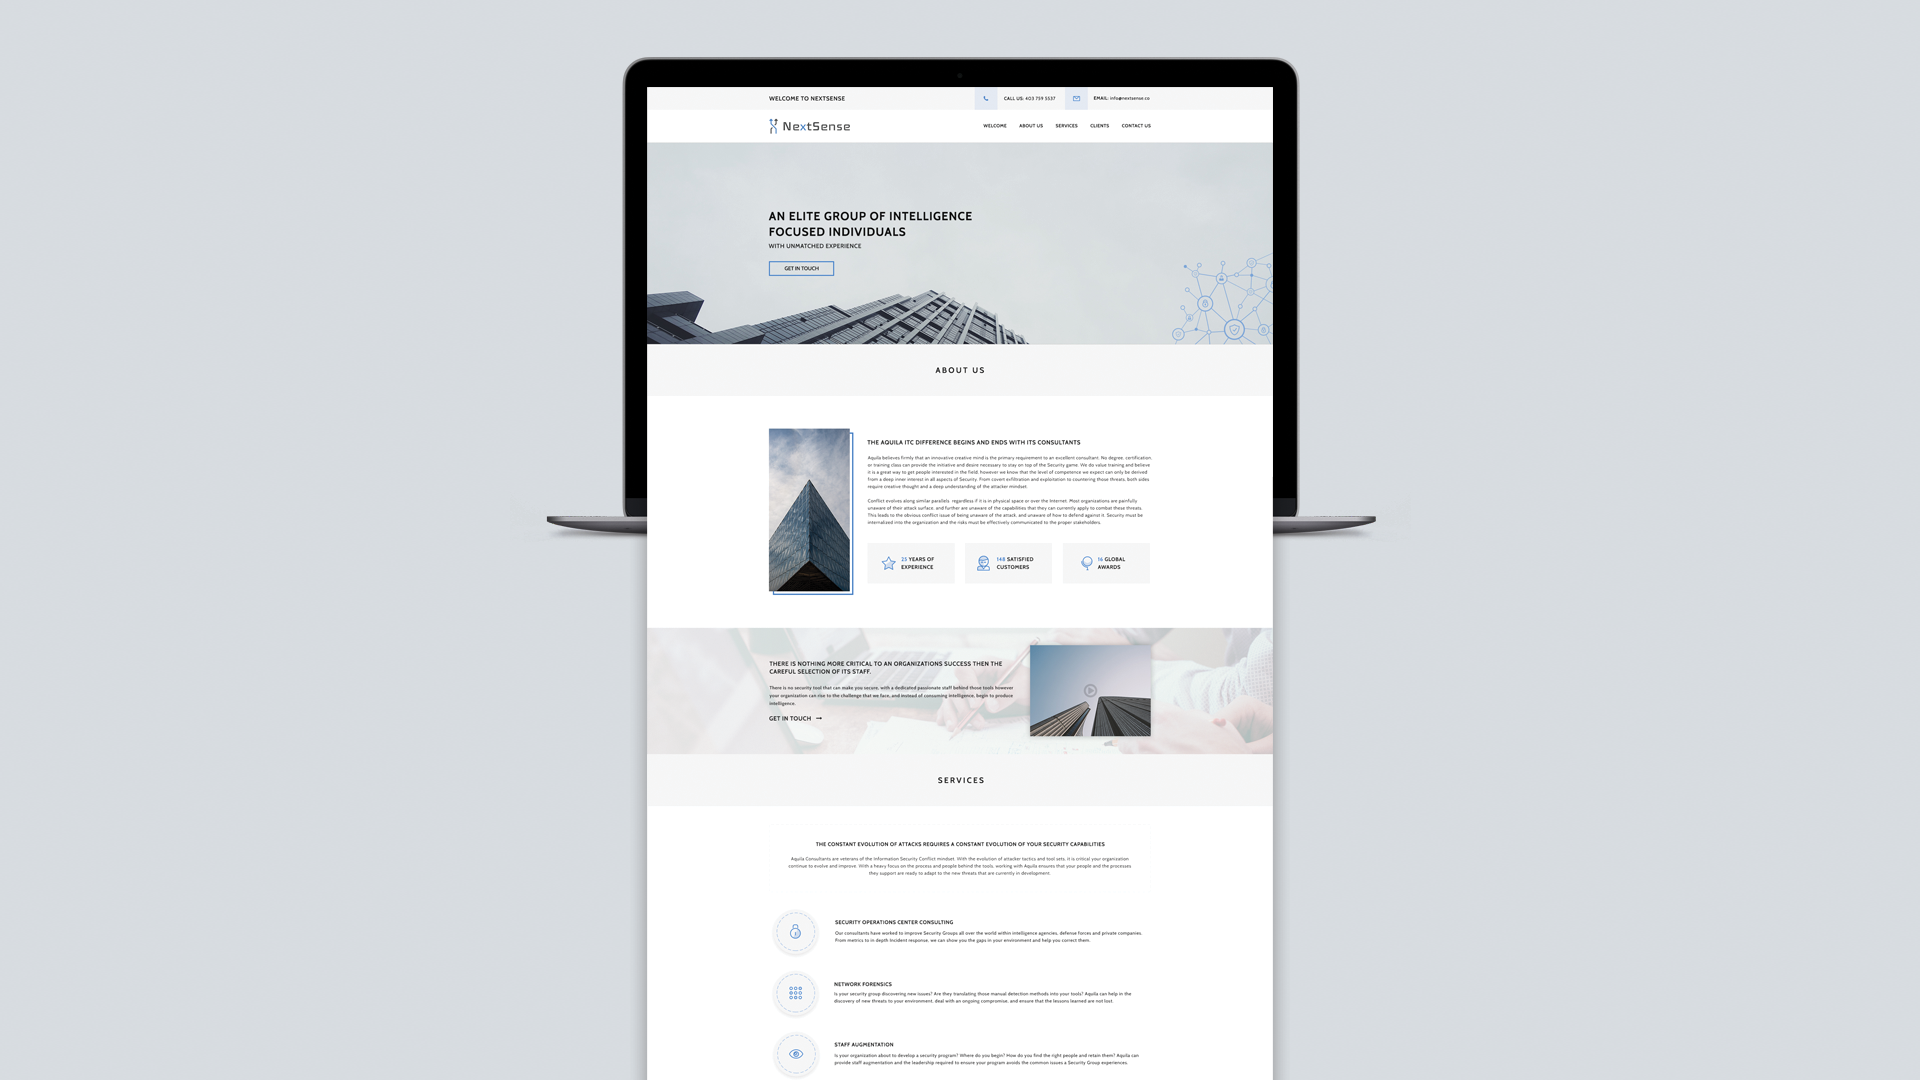 WELCOME TO NEXTSENSE
CALL US: 403 759 5537
EMAIL: info@nextsense.co
NextSense
WELCOME
ABOUT US
SERVICES
CLIENTS
CONTACT US
AN ELITE GROUP OF INTELLIGENCE
FOCUSED INDIVIDUALS
WITH UNMATCHED EXPERIENCE
GET IN TOUCH
ABOUT US
THE AQUILA ITC DIFFERENCE BEGINS AND ENDS WITH ITS CONSULTANTS
Aquila believes firmly that an innovative creative mind is the primary requirement to an excellent consultant. No degree, certification,
or training class can provide the initiative and desire necessary to stay on top of the Security game. We do value training and believe
it is a great way to get people interested in the field, however we know that the level of competence we expect can only be derived
from a deep inner interest in all aspects of Security. From covert exfiltration and exploitation to countering those threats, both sides
require creative thought and a deep understanding of the attacker mindset.
Conflict evolves along similar parallels, regardless if it is in physical space or over the Internet. Most organizations are painfully
unaware of their attack surface, and further are unaware of the capabilities that they can currently apply to combat these threats.
This leads to the obvious conflict issue of being unaware of the attack, and unaware of how to defend against it. Security must be
internalized into the organization and the risks must be effectively communicated to the proper stakeholders.
25 YEARS OF
EXPERIENCE
148 SATISFIED
CUSTOMERS
16 GLOBAL
AWARDS
THERE IS NOTHING MORE CRITICAL TO AN ORGANIZATIONS SUCCESS THEN THE
CAREFUL SELECTION OF ITS STAFF.
There is no security tool that can make you secure, with a dedicated passionate staff behind those tools however
your organization can rise to the challenge that we face, and instead of consuming intelligence, begin to produce
intelligence.
GET IN TOUCH
SERVICES
THE CONSTANT EVOLUTION OF ATTACKS REQUIRES A CONSTANT EVOLUTION OF YOUR SECURITY CAPABILITIES
Aquila Consultants are veterans of the Information Security Conflict mindset. With the evolution of attacker tactics and tool sets, it is critical your organization
continue to evolve and improve. With a heavy focus on the process and people behind the tools, working with Aquila ensures that your people and the processes
they support are ready to adapt to the new threats that are currently in development.
SECURITY OPERATIONS CENTER CONSULTING
Our consultants have worked to improve Security Groups all over the world within intelligence agencies, defense forces and private companies.
From metrics to in depth Incident response, we can show you the gaps in your environment and help you correct them.
NETWORK FORENSICS
Is your security group discovering new issues? Are they translating those manual detection methods into your tools? Aquila can help in the
discovery of new threats to your environment, deal with an ongoing compromise, and ensure that the lessons learned are not lost.
STAFF AUGMENTATION
Is your organization about to develop a security program? Where do you begin? How do you find the right people and retain them? Aquila can
provide staff augmentation and the leadership required to ensure your program avoids the common issues a Security Group experiences.